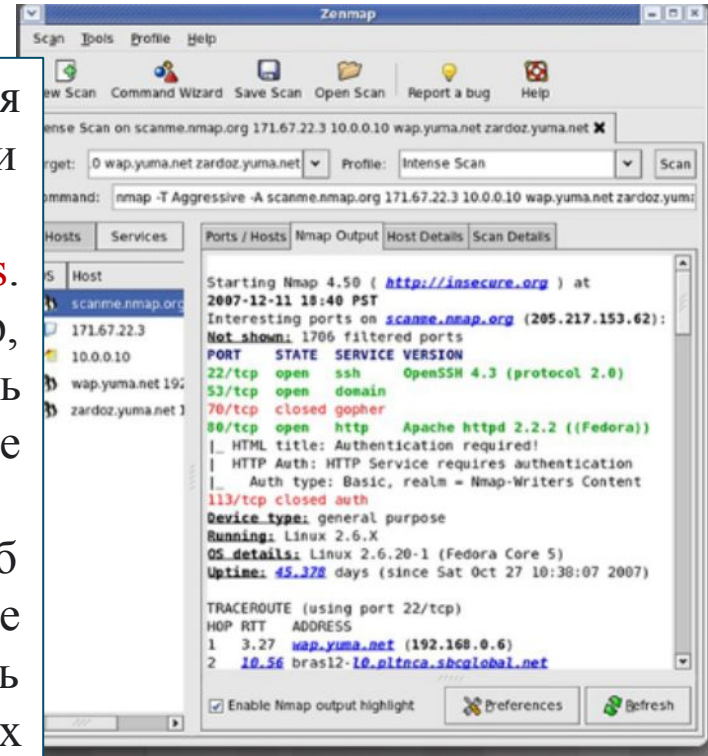 Zenmap
Scan Tools Profile Help
Scan Command Wizard Save Scan Open Scan Report a bug Help
Scan on scanme.nmap.org 171.67.22.3 10.0.0.10 wap.yuma.net zardoz.yuma.net
.0 wap.yuma.net zardoz.yuma.net Profile: Intense Scan Scan
nmap -T Aggressive -A scanme.nmap.org 171.67.22.3 10.0.0.10 wap.yuma.net zardoz.yuma
Hosts Services Ports / Hosts Nmap Output Host Details Scan Details
Host
scanme.nmap.org
171.67.22.3
10.0.0.10
wap.yuma.net 192
zardoz.yuma.net 1
Starting Nmap 4.50 ( http://insecure.org ) at
2007-12-11 18:40 PST
Interesting ports on scanme.nmap.org (205.217.153.62):
Not shown: 1706 filtered ports
PORT STATE SERVICE VERSION
22/tcp open ssh OpenSSH 4.3 (protocol 2.0)
53/tcp open domain
70/tcp closed gopher
80/tcp open http Apache httpd 2.2.2 ((Fedora))
|_ HTML title: Authentication required!
| HTTP Auth: HTTP Service requires authentication
|_ Auth type: Basic, realm = Nmap-Writers Content
113/tcp closed auth
Device type: general purpose
Running: Linux 2.6.X
OS details: Linux 2.6.20-1 (Fedora Core 5)
Uptime: 45.378 days (since Sat Oct 27 10:38:07 2007)
TRACEROUTE (using port 22/tcp)
HOP RTT ADDRESS
1 3.27 wap.yuma.net (192.168.0.6)
2 10.56 bras12-l0.pltnca.sbcglobal.net
Enable Nmap output highlight Preferences Refresh
я
и
s.
о,
ь
е
б
е
ь
х